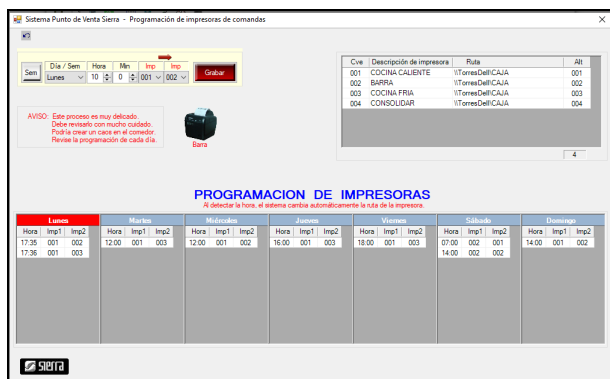 Sistema Punto de Venta Sierra - Programación de impresoras de comandas
Día / Sem Hora Min Imp Imp
Sem Lunes 10 0 001 002 Grabar
Cve Descripción de impresora Ruta Alt
001 COCINA CALIENTE \\TorresDell\CAJA 001
002 BARRA \\TorresDell\CAJA 002
003 COCINA FRIA \\TorresDell\CAJA 003
004 CONSOLIDAR \\TorresDell\CAJA 004
4
AVISO: Este proceso es muy delicado.
Debe revisarlo con mucho cuidado.
Podría crear un caos en el comedor.
Revise la programación de cada día.
Barra
PROGRAMACION DE IMPRESORAS
Al detectar la hora, el sistema cambia automáticamente la ruta de la impresora.
Lunes Martes Miércoles Jueves Viernes Sábado Domingo
Hora Imp1 Imp2 Hora Imp1 Imp2 Hora Imp1 Imp2 Hora Imp1 Imp2 Hora Imp1 Imp2 Hora Imp1 Imp2 Hora Imp1 Imp2
17:35 001 002 12:00 001 003 12:00 001 002 16:00 001 003 18:00 001 003 07:00 002 001 14:00 001 002
17:36 001 003 14:00 002 002
sierra